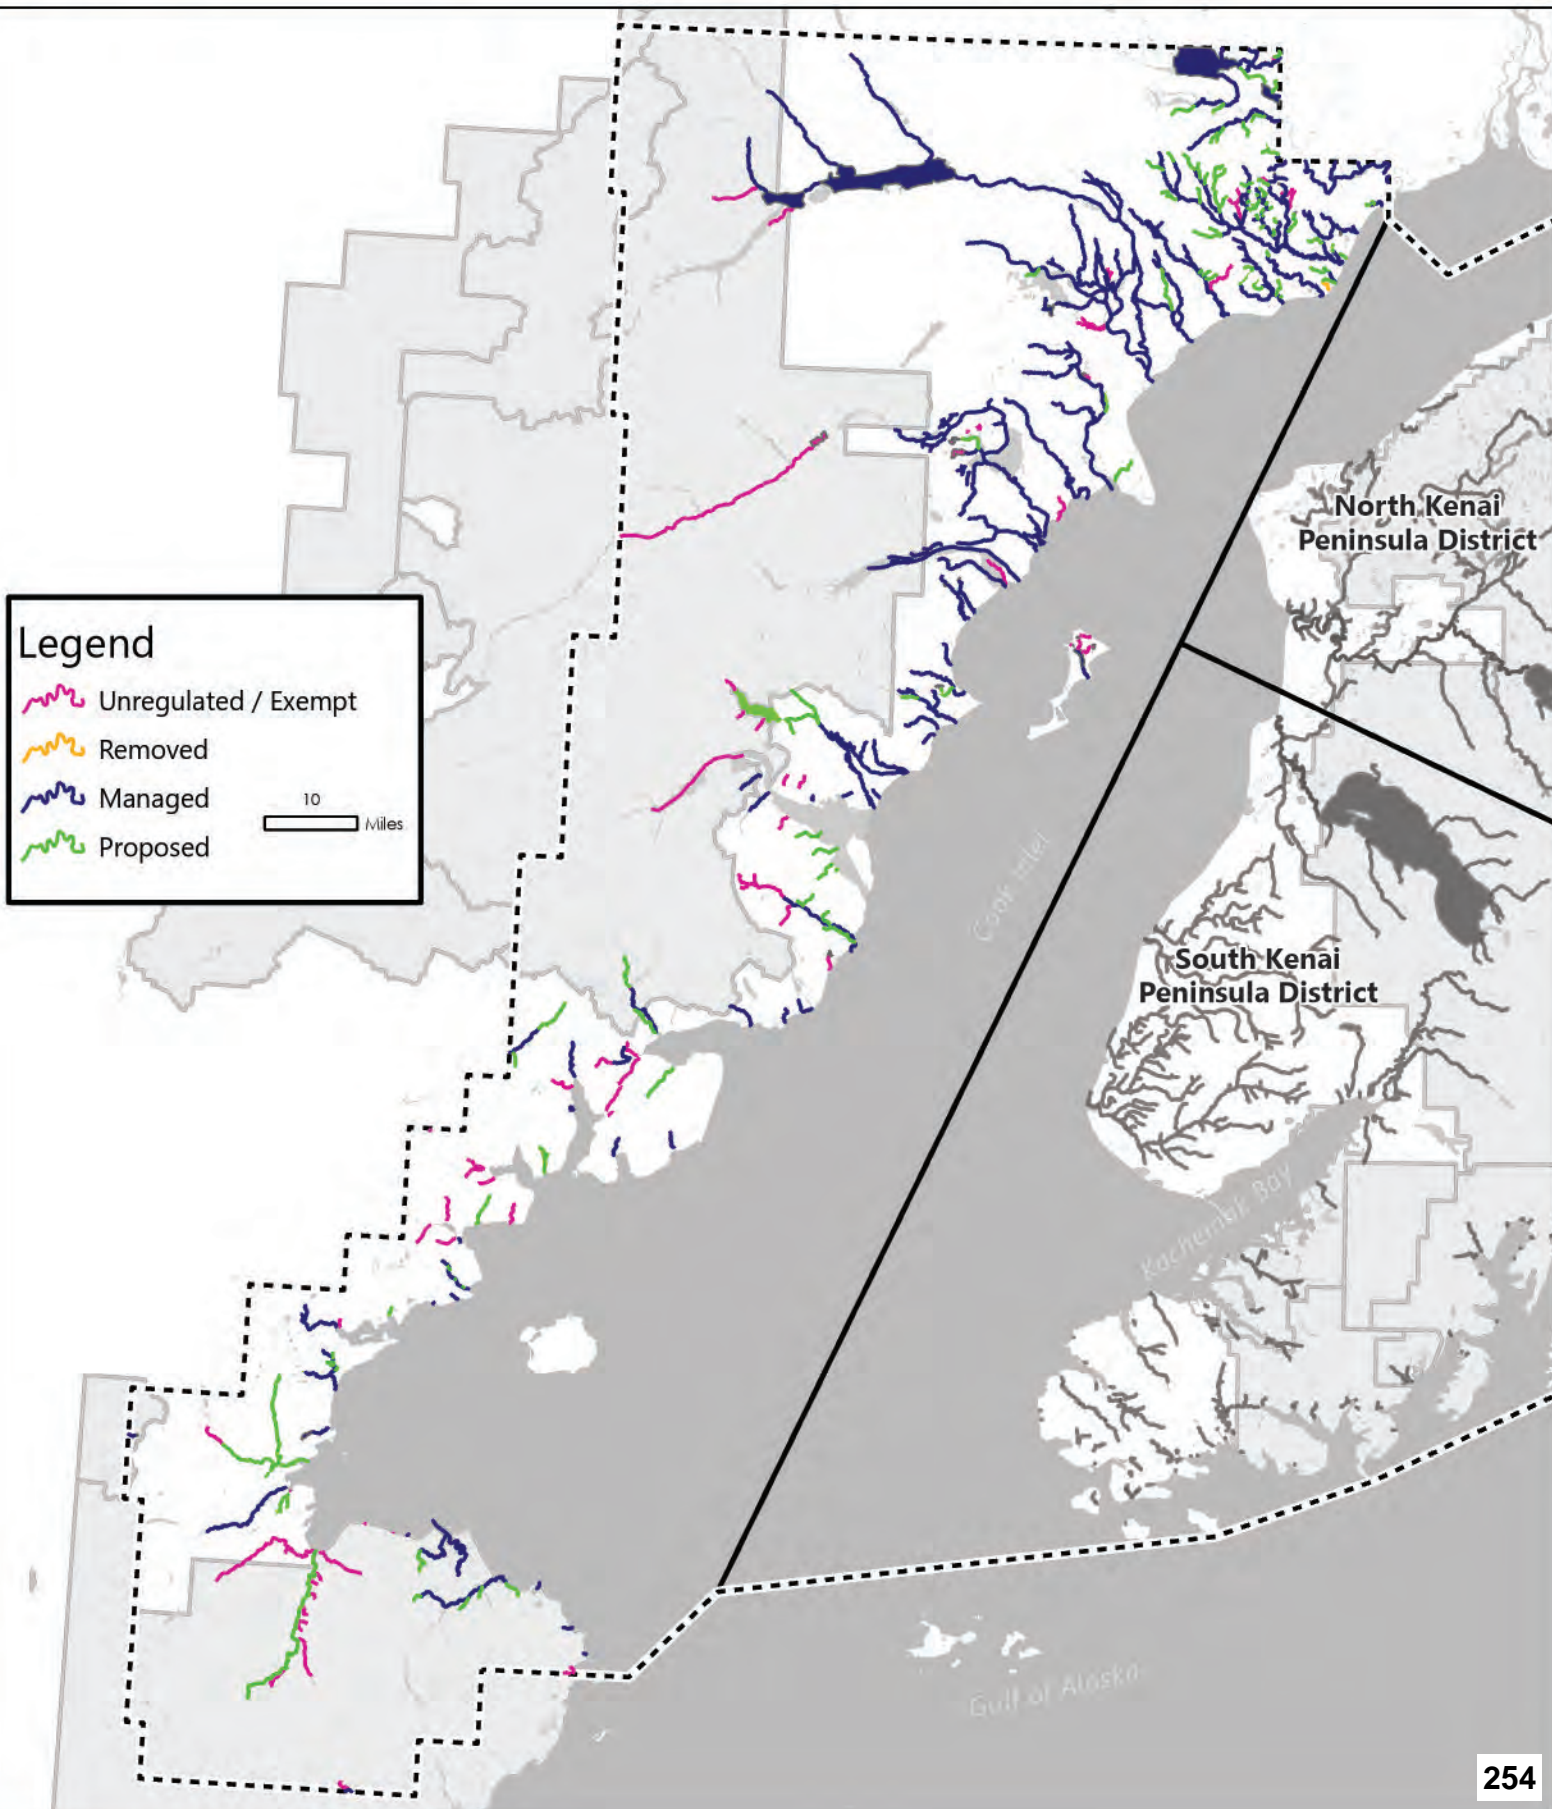 North Kenai
Peninsula District
Legend
Unregulated / Exempt
Removed
Managed
10
Miles
Proposed
Cook Inlet
South Kenai
Peninsula District
Kachemak Bay
Gulf of Alaska
254